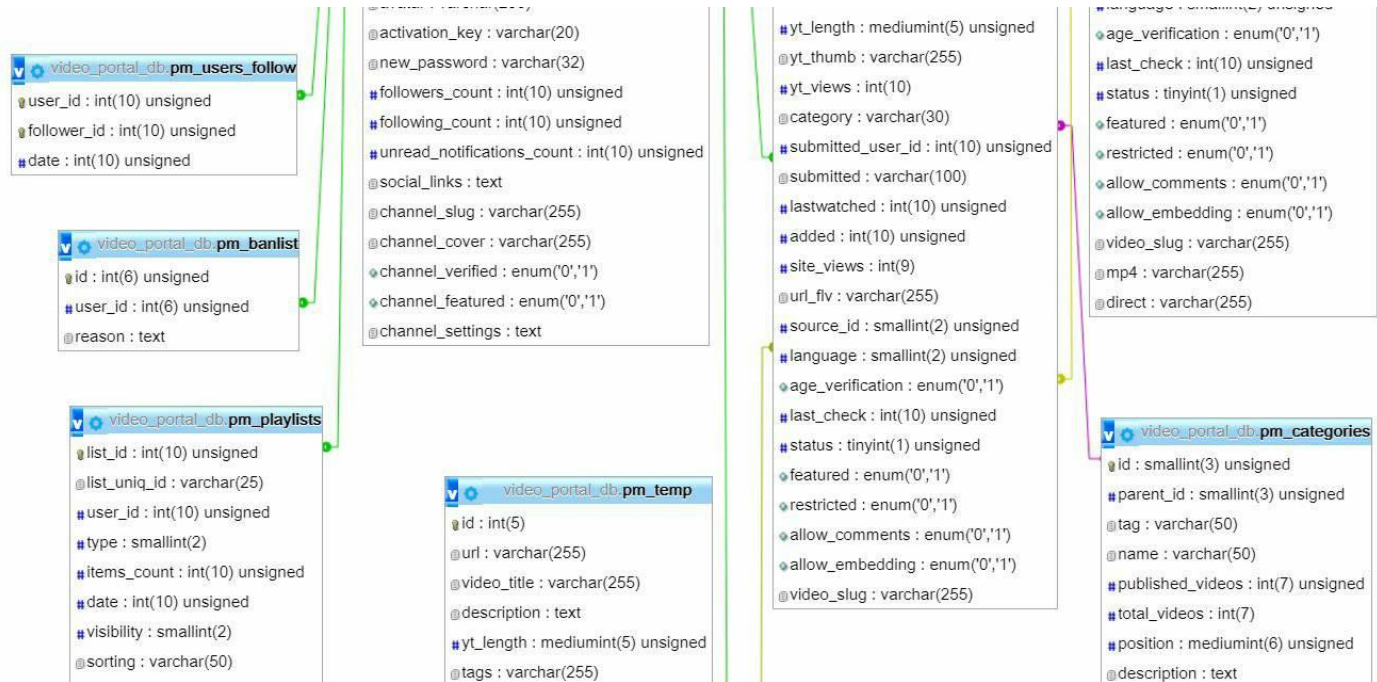 video_portal_db.pm_users_follow
user_id : int(10) unsigned
follower_id : int(10) unsigned
date : int(10) unsigned
video_portal_db.pm_banlist
id : int(6) unsigned
user_id : int(6) unsigned
reason : text
video_portal_db.pm_playlists
list_id : int(10) unsigned
list_uniq_id : varchar(25)
user_id : int(10) unsigned
type : smallint(2)
items_count : int(10) unsigned
date : int(10) unsigned
visibility : smallint(2)
sorting : varchar(50)
activation_key : varchar(20)
new_password : varchar(32)
followers_count : int(10) unsigned
following_count : int(10) unsigned
unread_notifications_count : int(10) unsigned
social_links : text
channel_slug : varchar(255)
channel_cover : varchar(255)
channel_verified : enum('0','1')
channel_featured : enum('0','1')
channel_settings : text
video_portal_db.pm_temp
id : int(5)
url : varchar(255)
video_title : varchar(255)
description : text
yt_length : mediumint(5) unsigned
tags : varchar(255)
yt_length : mediumint(5) unsigned
yt_thumb : varchar(255)
yt_views : int(10)
category : varchar(30)
submitted_user_id : int(10) unsigned
submitted : varchar(100)
lastwatched : int(10) unsigned
added : int(10) unsigned
site_views : int(9)
url_flv : varchar(255)
source_id : smallint(2) unsigned
language : smallint(2) unsigned
age_verification : enum('0','1')
last_check : int(10) unsigned
status : tinyint(1) unsigned
featured : enum('0','1')
restricted : enum('0','1')
allow_comments : enum('0','1')
allow_embedding : enum('0','1')
video_slug : varchar(255)
age_verification : enum('0','1')
last_check : int(10) unsigned
status : tinyint(1) unsigned
featured : enum('0','1')
restricted : enum('0','1')
allow_comments : enum('0','1')
allow_embedding : enum('0','1')
video_slug : varchar(255)
mp4 : varchar(255)
direct : varchar(255)
video_portal_db.pm_categories
id : smallint(3) unsigned
parent_id : smallint(3) unsigned
tag : varchar(50)
name : varchar(50)
published_videos : int(7) unsigned
total_videos : int(7)
position : mediumint(6) unsigned
description : text